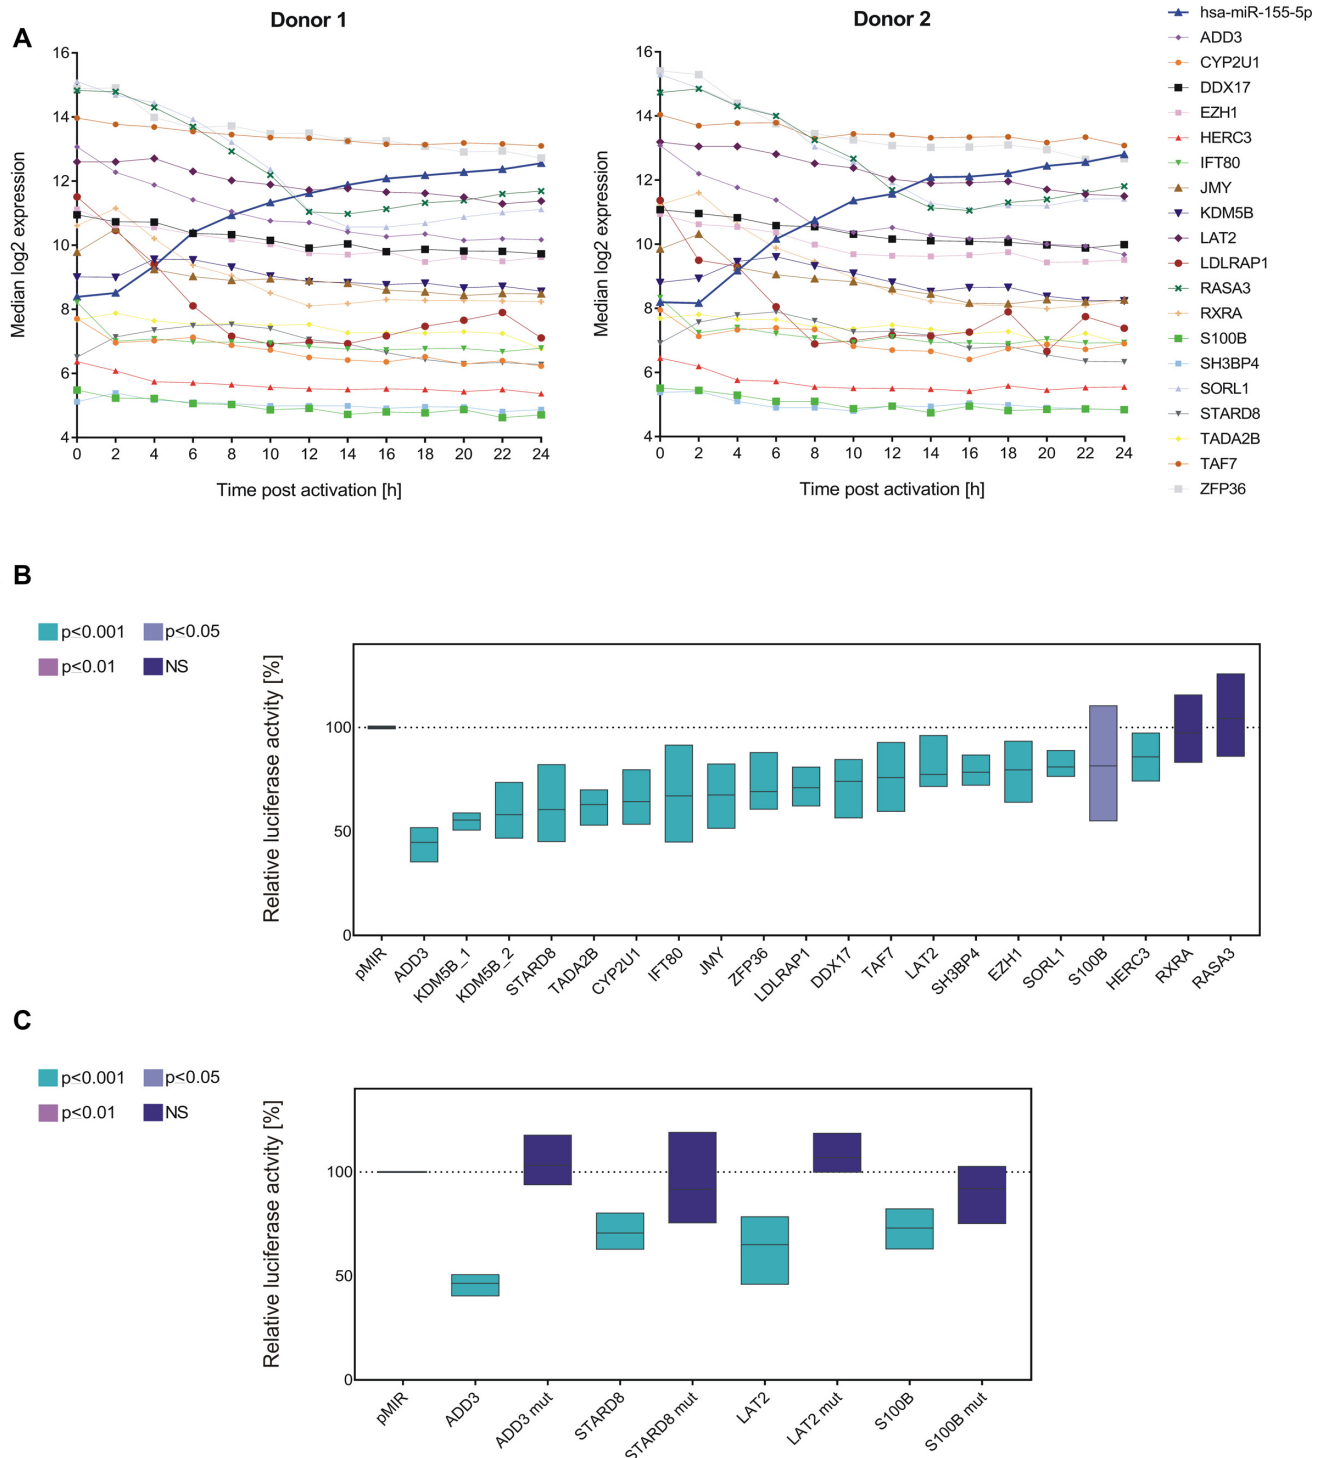 A
Donor 1
Donor 2
Median log2 expression
16
14
12
10
8
6
4
0 2 4 6 8 10 12 14 16 18 20 22 24
Time post activation [h]
Median log2 expression
16
14
12
10
8
6
4
0 2 4 6 8 10 12 14 16 18 20 22 24
Time post activation [h]
hsa-miR-155-5p
ADD3
CYP2U1
DDX17
EZH1
HERC3
IFT80
JMY
KDM5B
LAT2
LDLRAP1
RASA3
RXRA
S100B
SH3BP4
SORL1
STARD8
TADA2B
TAF7
ZFP36
B
p≤0.001 p≤0.05
p≤0.01 NS
Relative luciferase actvity [%]
100
50
0
pMIR
ADD3
KDM5B_1
KDM5B_2
STARD8
TADA2B
CYP2U1
IFT80
JMY
ZFP36
LDLRAP1
DDX17
TAF7
LAT2
SH3BP4
EZH1
SORL1
S100B
HERC3
RXRA
RASA3
C
p≤0.001 p≤0.05
p≤0.01 NS
Relative luciferase actvity [%]
100
50
0
pMIR
ADD3
ADD3 mut
STARD8
STARD8 mut
LAT2
LAT2 mut
S100B
S100B mut